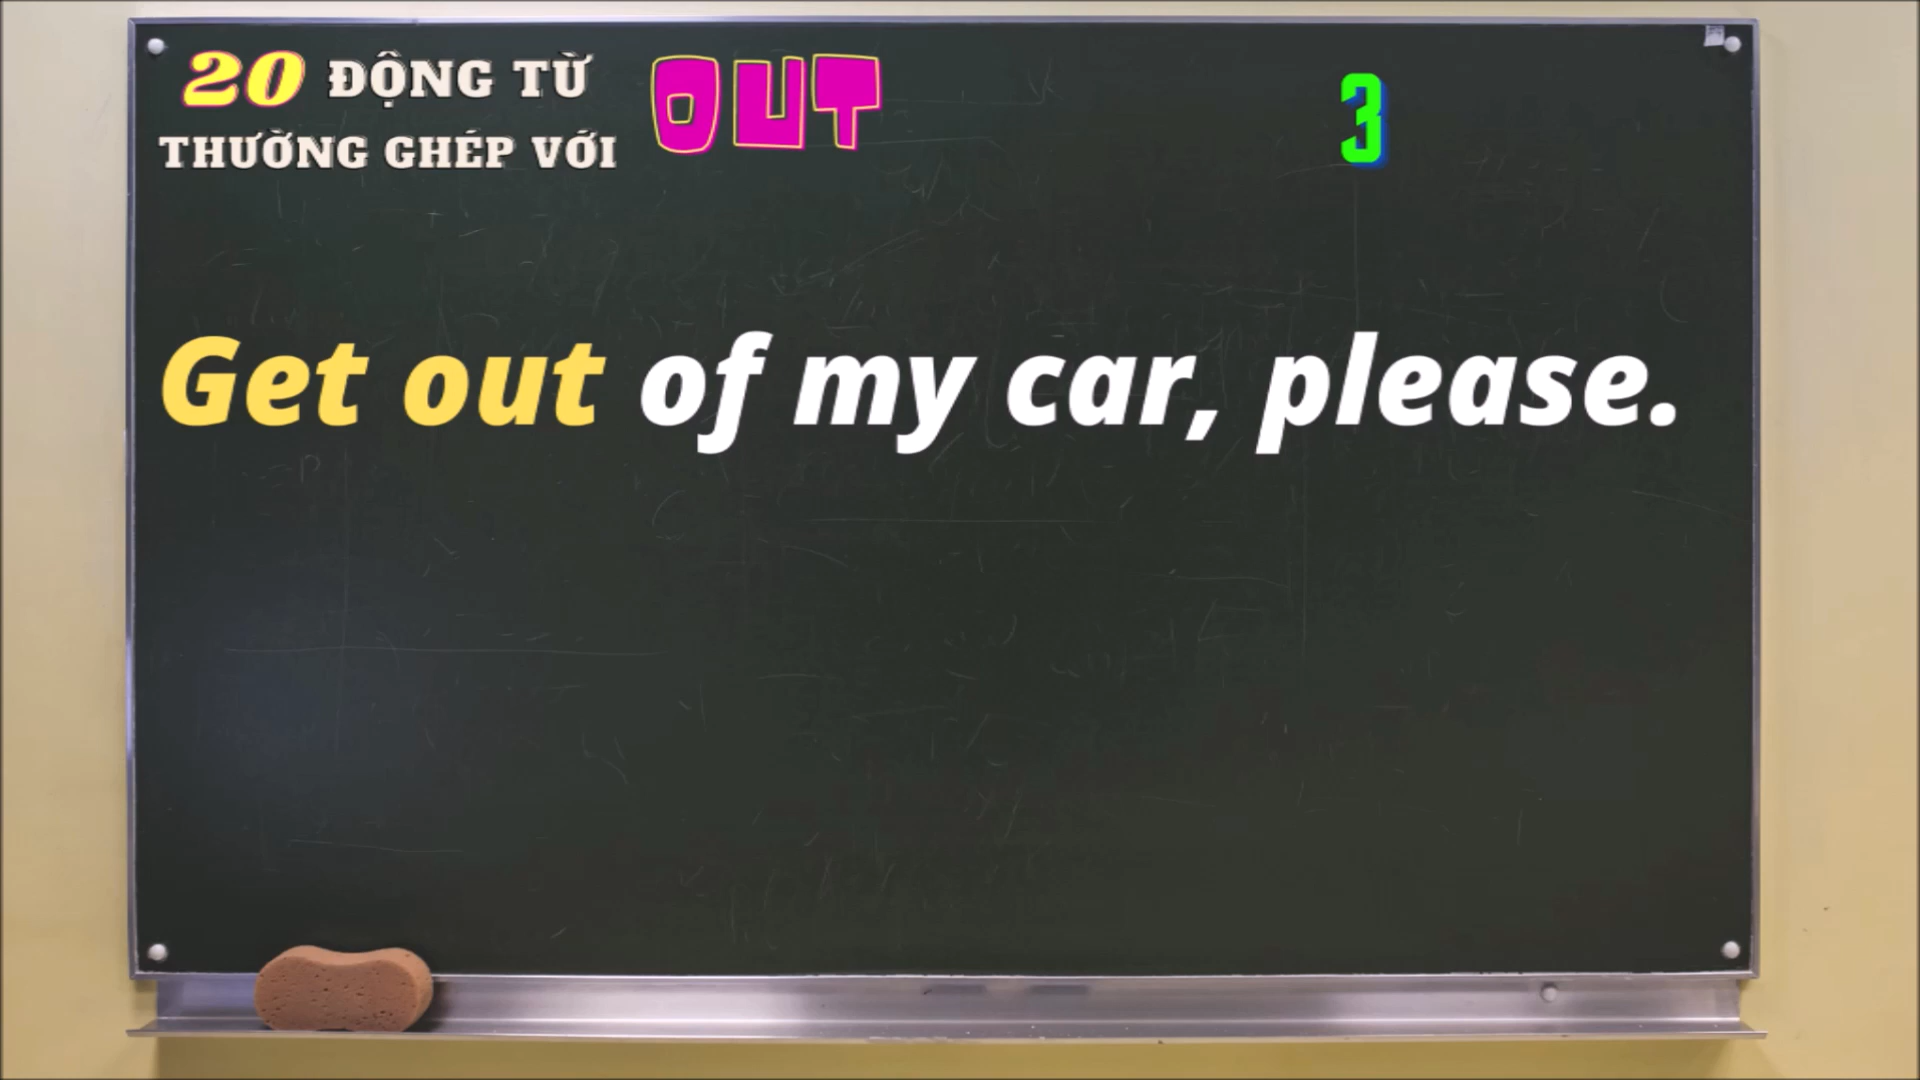 20 ĐỘNG TỪ
THƯỜNG GHÉP VỚI
OUT
3
Get out of my car, please.